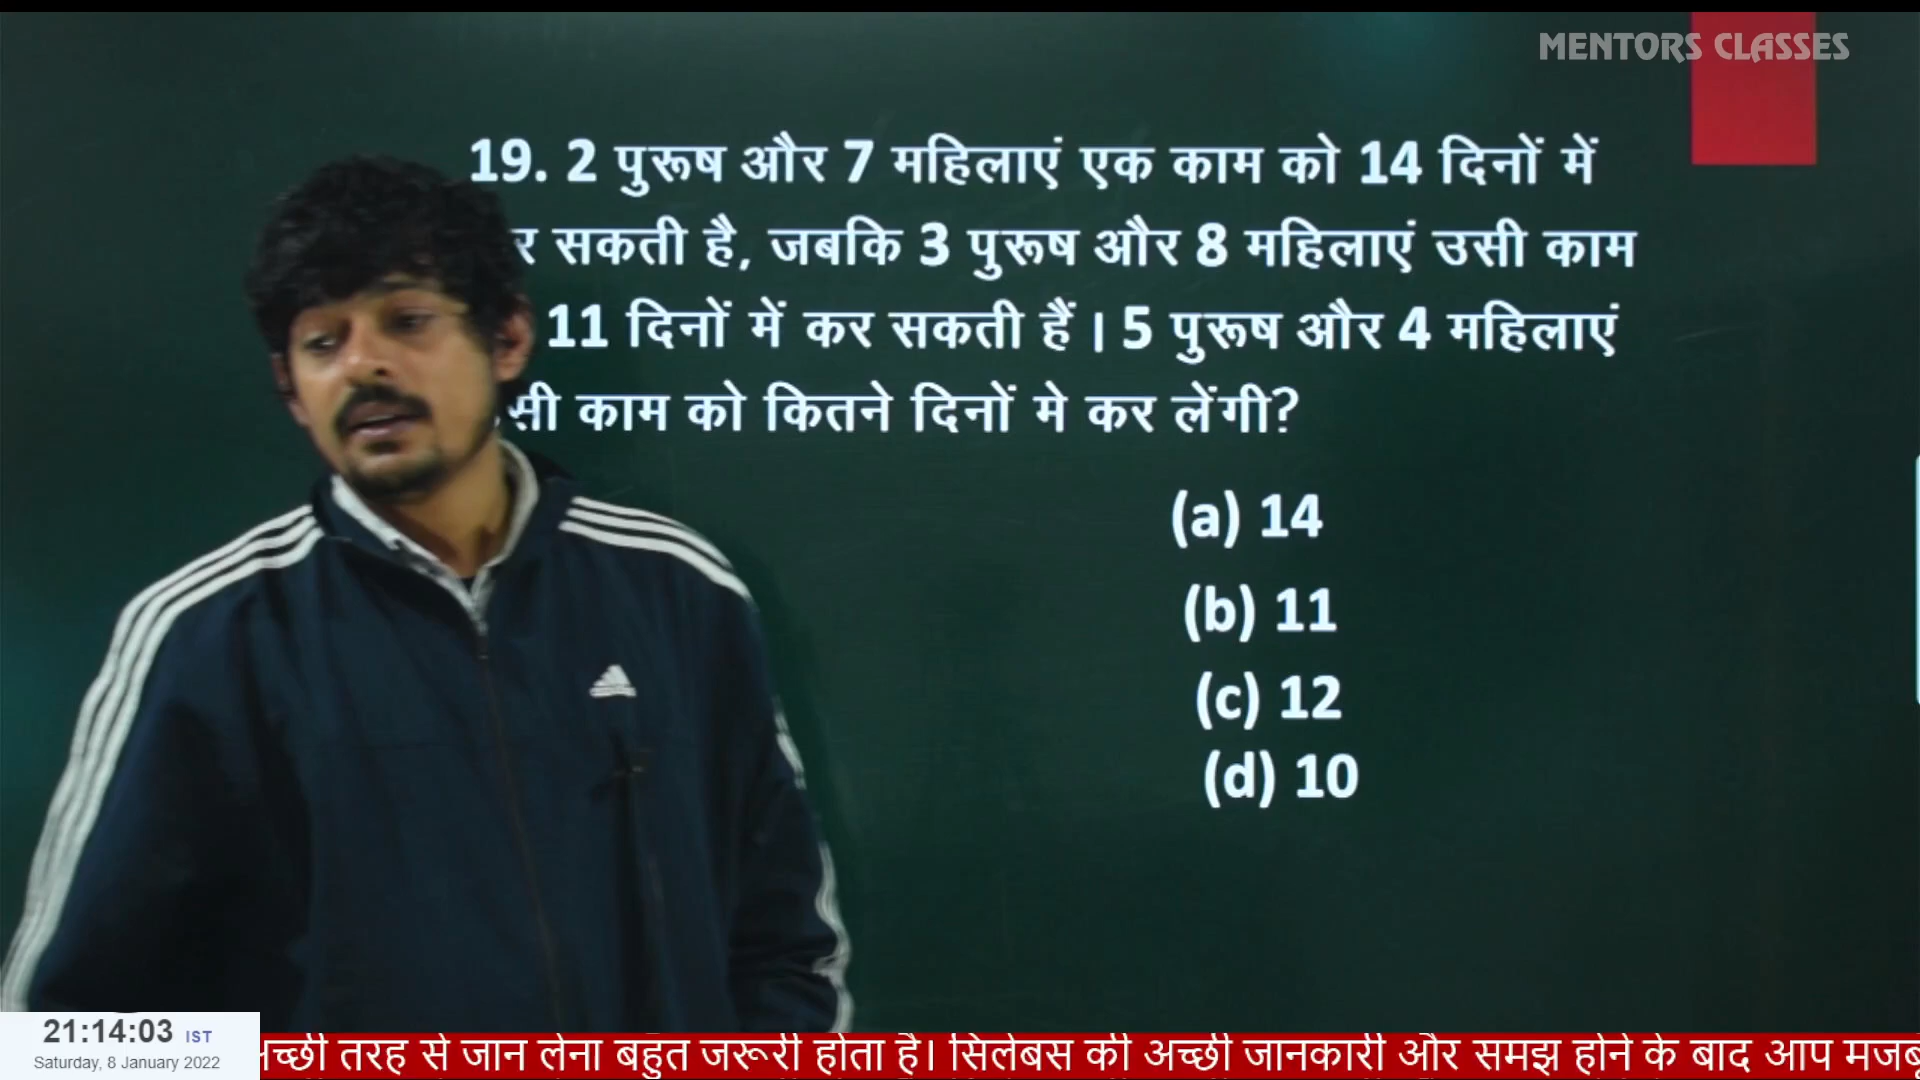 MENTORS CLASSES
19. 2 पुरूष और 7 महिलाएं एक काम को 14 दिनों में
सकती है, जबकि 3 पुरूष और 8 महिलाएं उसी काम
11 दिनों में कर सकती हैं। 5 पुरूष और 4 महिलाएं
काम को कितने दिनों मे कर लेंगी?
(a) 14
(b) 11
(c) 12
(d) 10
21:14:03 IST
Saturday, 8 January 2022
तरह से जान लेना बहुत जरूरी होता है। सिलेबस की अच्छी जानकारी और समझ होने के बाद आप